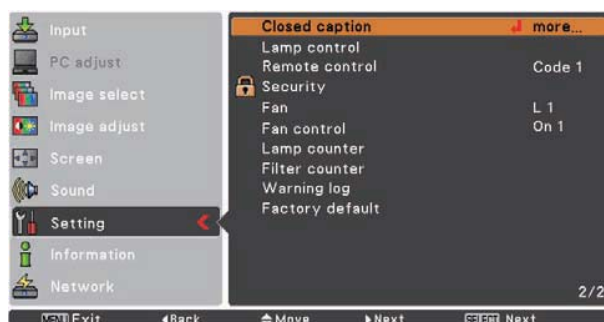 Input
PC adjust
Image select
Image adjust
Screen
Sound
Setting
Information
Network
Closed caption more...
Lamp control
Remote control Code 1
Security
Fan L 1
Fan control On 1
Lamp counter
Filter counter
Warning log
Factory default
2/2
MENU Exit Back Move Next SELECT Next